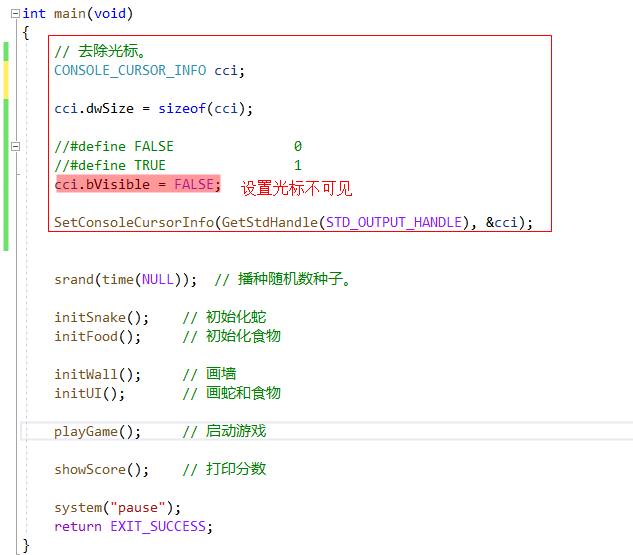 int main(void)
{
// 去除光标。
CONSOLE_CURSOR_INFO cci;
cci.dwSize = sizeof(cci);
//#define FALSE 0
//#define TRUE 1
cci.bVisible = FALSE; 设置光标不可见
SetConsoleCursorInfo(GetStdHandle(STD_OUTPUT_HANDLE), &cci);
srand(time(NULL)); // 播种随机数种子。
initSnake(); // 初始化蛇
initFood(); // 初始化食物
initWall(); // 画墙
initUI(); // 画蛇和食物
playGame(); // 启动游戏
showScore(); // 打印分数
system("pause");
return EXIT_SUCCESS;
}